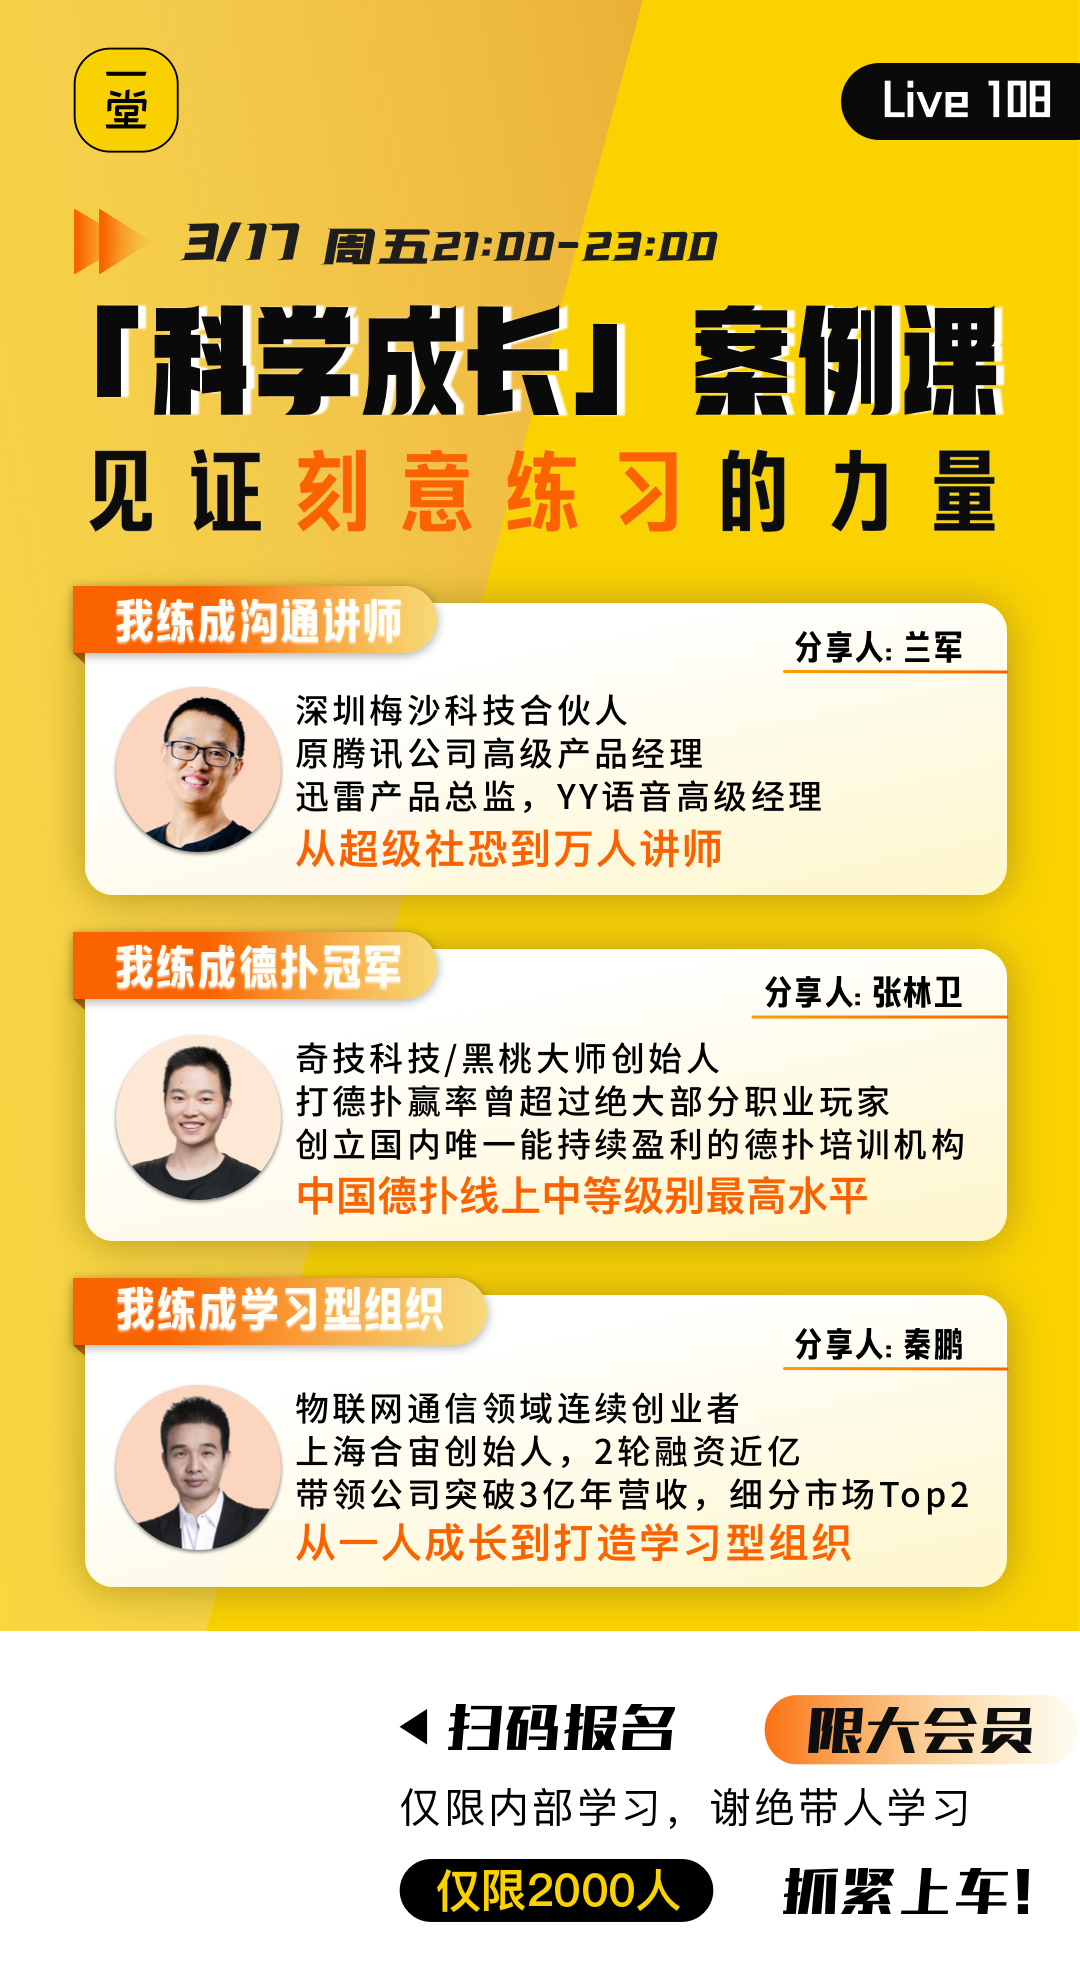 一堂
Live 108
3/17 周五21:00-23:00
「科学成长」案例课
见证刻意练习的力量
我练成沟通讲师
分享人: 兰军
深圳梅沙科技合伙人
原腾讯公司高级产品经理
迅雷产品总监，YY语音高级经理
从超级社恐到万人讲师
我练成德扑冠军
分享人: 张林卫
奇技科技/黑桃大师创始人
打德扑赢率曾超过绝大部分职业玩家
创立国内唯一能持续盈利的德扑培训机构
中国德扑线上中等级别最高水平
我练成学习型组织
分享人: 秦鹏
物联网通信领域连续创业者
上海合宙创始人，2轮融资近亿
带领公司突破3亿年营收，细分市场Top2
从一人成长到打造学习型组织
扫码报名 限大会员
仅限内部学习，谢绝带人学习
仅限2000人 抓紧上车!